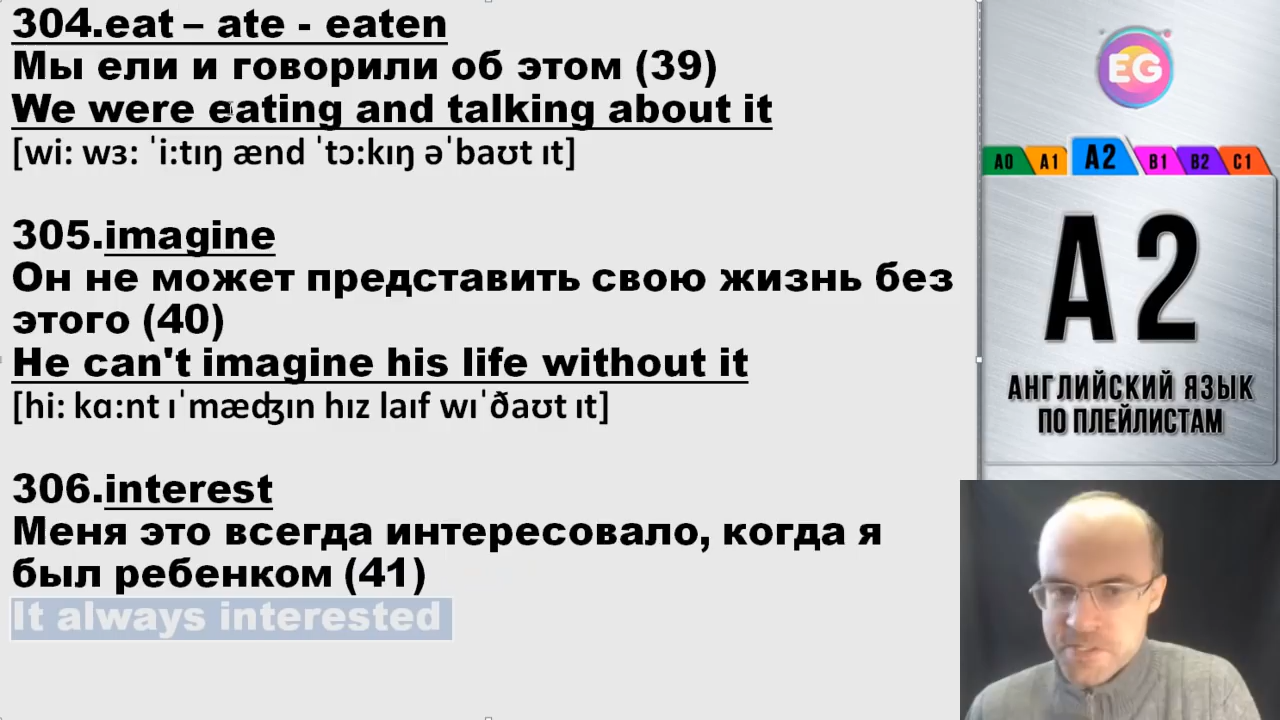 304.eat – ate - eaten
Мы ели и говорили об этом (39)
We were eating and talking about it
[wi: wɜ: ˈi:tɪŋ ænd ˈtɔ:kɪŋ əˈbaʊt ɪt]
305.imagine
Он не может представить свою жизнь без
этого (40)
He can't imagine his life without it
[hi: kɑ:nt ɪˈmæʤɪn hɪz laɪf wɪˈðaʊt ɪt]
306.interest
Меня это всегда интересовало, когда я
был ребенком (41)
It always interested
EG
A0 A1 A2 B1 B2 C1
A2
АНГЛИЙСКИЙ ЯЗЫК
ПО ПЛЕЙЛИСТАМ